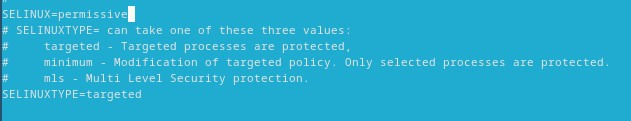 #
SELINUX=permissive
# SELINUXTYPE= can take one of these three values:
#     targeted - Targeted processes are protected,
#     minimum - Modification of targeted policy. Only selected processes are protected.
#     mls - Multi Level Security protection.
SELINUXTYPE=targeted